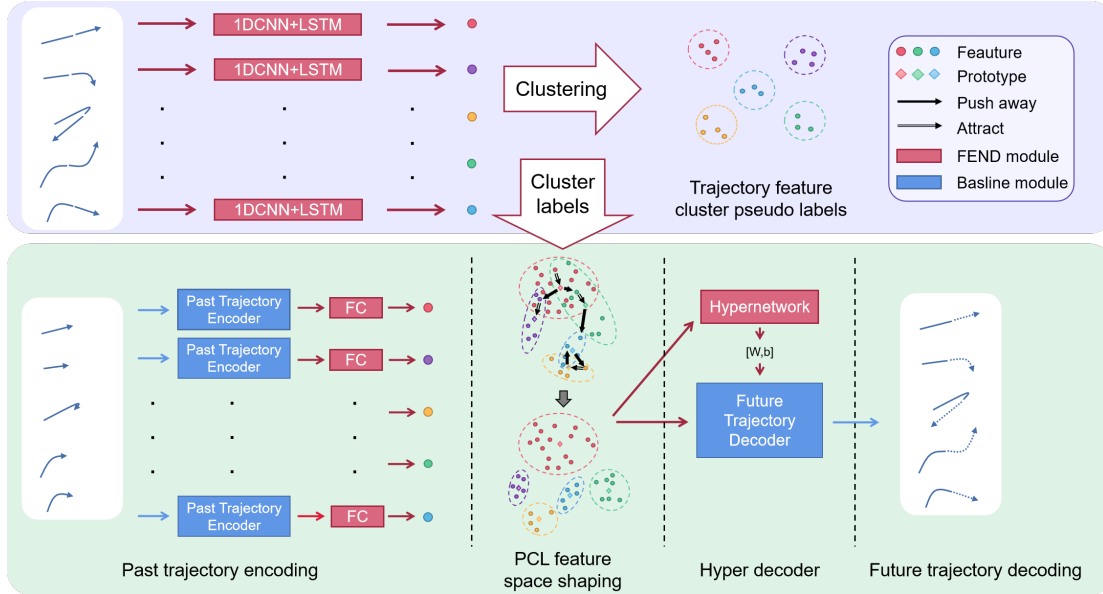 1DCNN+LSTM
1DCNN+LSTM
1DCNN+LSTM
Clustering
Cluster
labels
Trajectory feature
cluster pseudo labels
Feauture
Prototype
Push away
Attract
FEND module
Basline module
Past Trajectory
Encoder
FC
Past Trajectory
Encoder
FC
Past Trajectory
Encoder
FC
Hypernetwork
[W,b]
Future
Trajectory
Decoder
Past trajectory encoding
PCL feature
space shaping
Hyper decoder
Future trajectory decoding